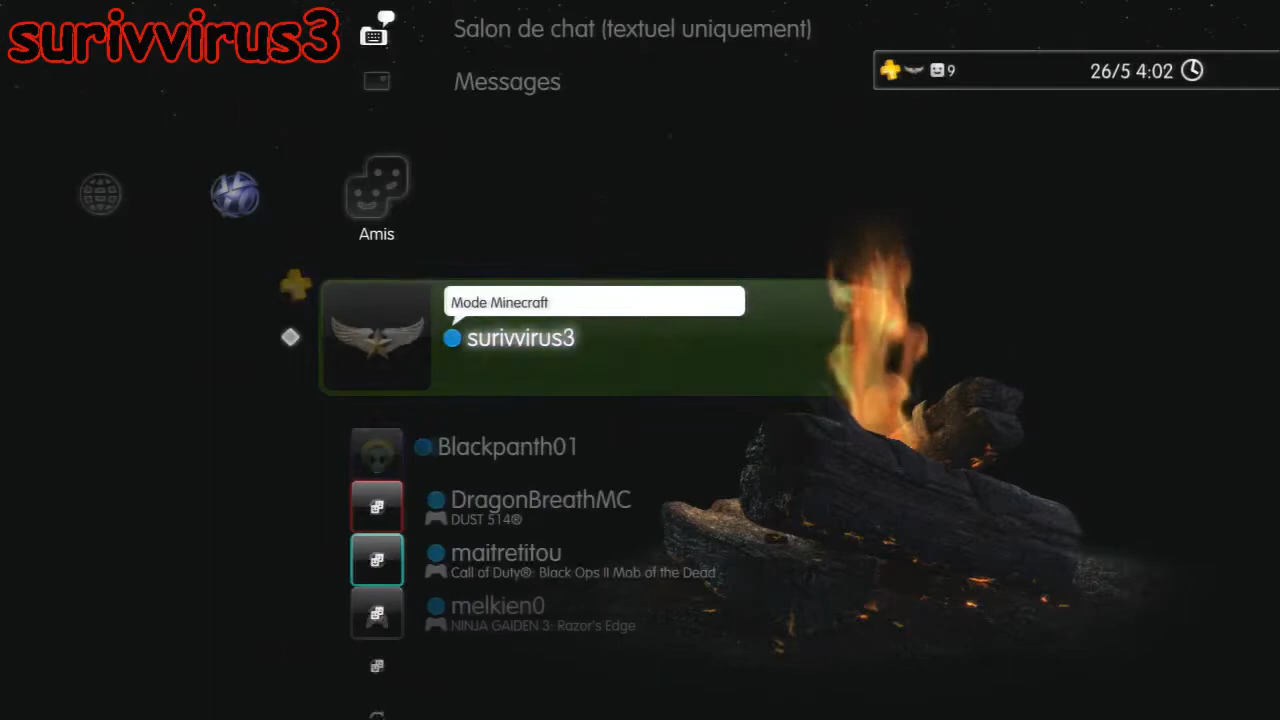 surivvirus3
Salon de chat (textuel uniquement)
Messages
9
26/5 4:02
Amis
Mode Minecraft
surivvirus3
Blackpanth01
DragonBreathMC
DUST 514®
maitretitou
Call of Duty®: Black Ops II Mob of the Dead
melkien0
NINJA GAIDEN 3: Razor's Edge